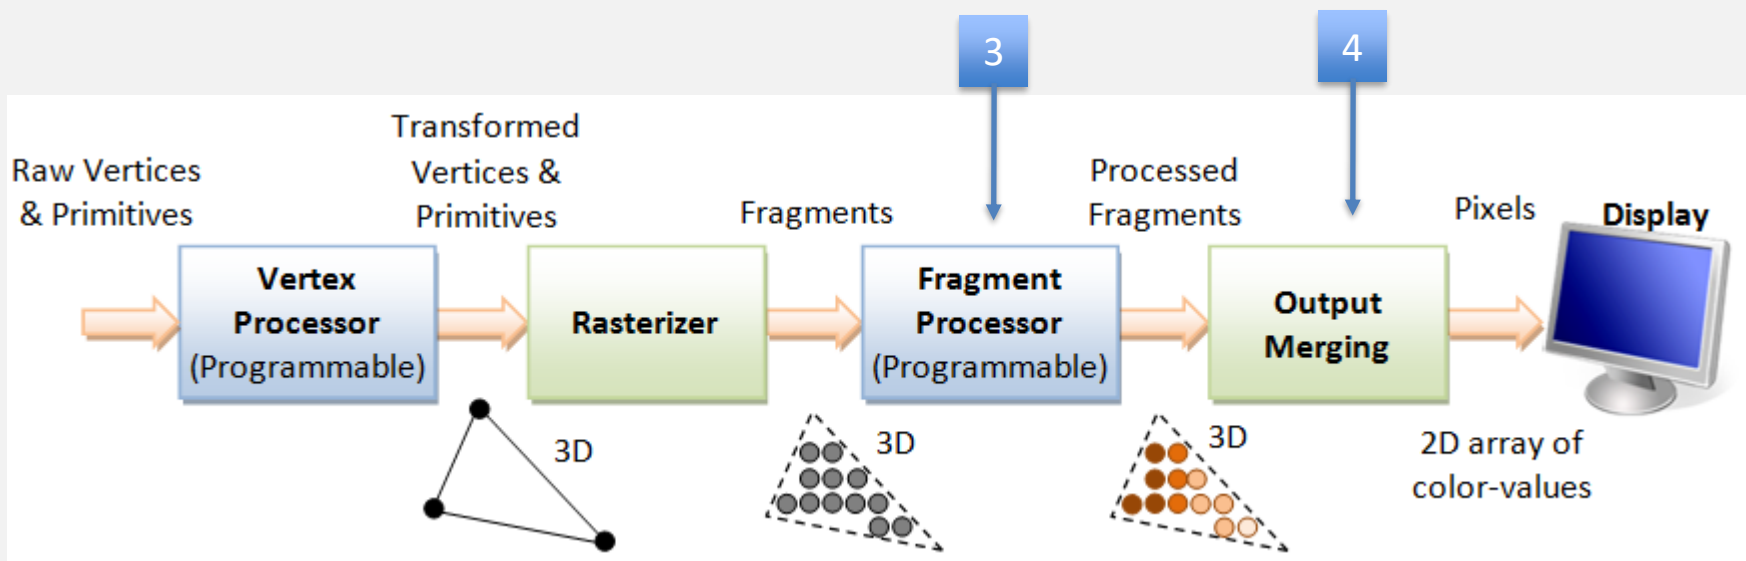 3
4
Raw Vertices
& Primitives
Transformed
Vertices &
Primitives
Fragments
Processed
Fragments
Pixels
Display
Vertex
Processor
(Programmable)
Rasterizer
Fragment
Processor
(Programmable)
Output
Merging
3D
3D
3D
2D array of
color-values